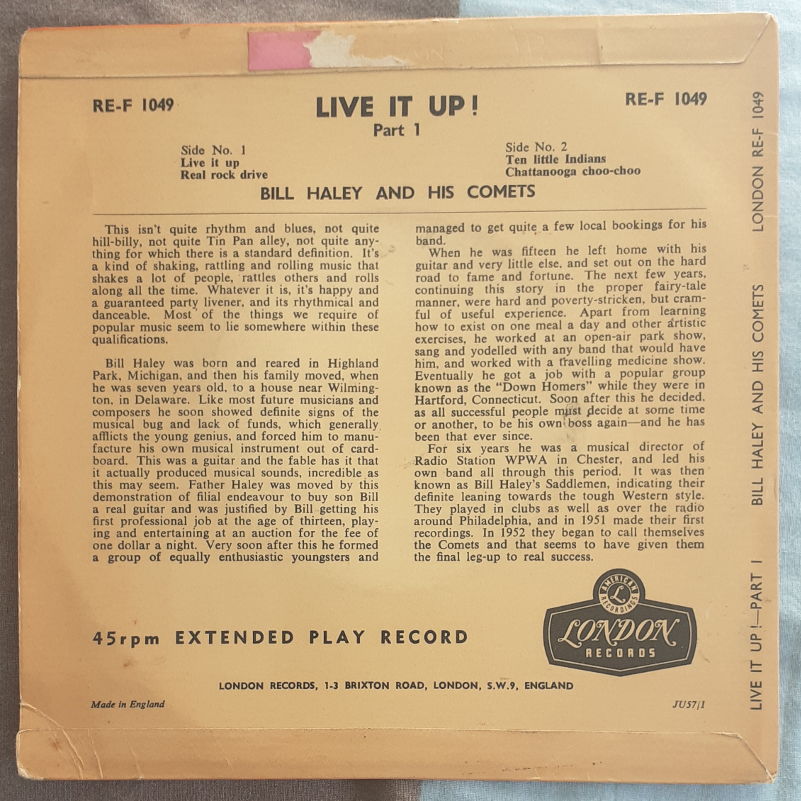 RE-F 1049
LIVE IT UP!
RE-F 1049
Part 1
Side No. 1
Live it up
Real rock drive
Side No. 2
Ten little Indians
Chattanooga choo-choo
BILL HALEY AND HIS COMETS
This isn't quite rhythm and blues, not quite
hill-billy, not quite Tin Pan alley, not quite any-
thing for which there is a standard definition. It's
a kind of shaking, rattling and rolling music that
shakes a lot of people, rattles others and rolls
along all the time. Whatever it is, it's happy and
a guaranteed party livener, and its rhythmical and
danceable. Most of the things we require of
popular music seem to lie somewhere within these
qualifications.
Bill Haley was born and reared in Highland
Park, Michigan, and then his family moved, when
he was seven years old, to a house near Wilming-
ton, in Delaware. Like most future musicians and
composers he soon showed definite signs of the
musical bug and lack of funds, which generally
afflicts the young genius, and forced him to manu-
facture his own musical instrument out of card-
board. This was a guitar and the fable has it that
it actually produced musical sounds, incredible as
this may seem. Father Haley was moved by this
demonstration of filial endeavour to buy son Bill
a real guitar and was justified by Bill getting his
first professional job at the age of thirteen, play-
ing and entertaining at an auction for the fee of
one dollar a night. Very soon after this he formed
a group of equally enthusiastic youngsters and
managed to get quite a few local bookings for his
band.
When he was fifteen he left home with his
guitar and very little else, and set out on the hard
road to fame and fortune. The next few years,
continuing this story in the proper fairy-tale
manner, were hard and poverty-stricken, but cram-
ful of useful experience. Apart from learning
how to exist on one meal a day and other artistic
exercises, he worked at an open-air park show,
sang and yodelled with any band that would have
him, and worked with a travelling medicine show.
Eventually he got a job with a popular group
known as the "Down Homers" while they were in
Hartford, Connecticut. Soon after this he decided,
as all successful people must decide at some time
or another, to be his own boss again—and he has
been that ever since.
For six years he was a musical director of
Radio Station WPWA in Chester, and led his
own band all through this period. It was then
known as Bill Haley's Saddlemen, indicating their
definite leaning towards the tough Western style.
They played in clubs as well as over the radio
around Philadelphia, and in 1951 made their first
recordings. In 1952 they began to call themselves
the Comets and that seems to have given them
the final leg-up to real success.
45rpm EXTENDED PLAY RECORD
AMERICAN
L
RECORDINGS
LONDON
RECORDS
LONDON RECORDS, 1-3 BRIXTON ROAD, LONDON, S.W.9, ENGLAND
Made in England
JU57/1
LIVE IT UP!—PART 1 BILL HALEY AND HIS COMETS LONDON RE-F 1049